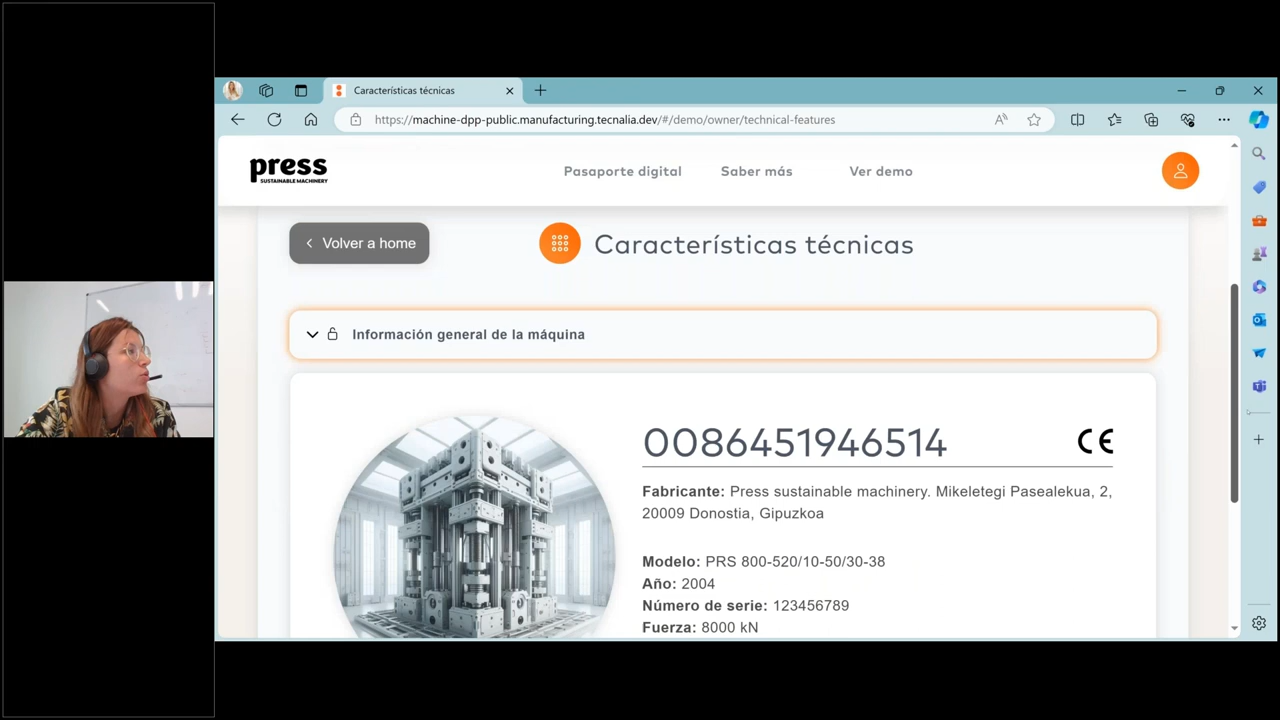 Características técnicas
https://machine-dpp-public.manufacturing.tecnalia.dev/#/demo/owner/technical-features
press
SUSTAINABLE MACHINERY
Pasaporte digital
Saber más
Ver demo
Volver a home
Características técnicas
Información general de la máquina
0086451946514
CE
Fabricante: Press sustainable machinery. Mikeletegi Pasealekua, 2,
20009 Donostia, Gipuzkoa
Modelo: PRS 800-520/10-50/30-38
Año: 2004
Número de serie: 123456789
Fuerza: 8000 kN